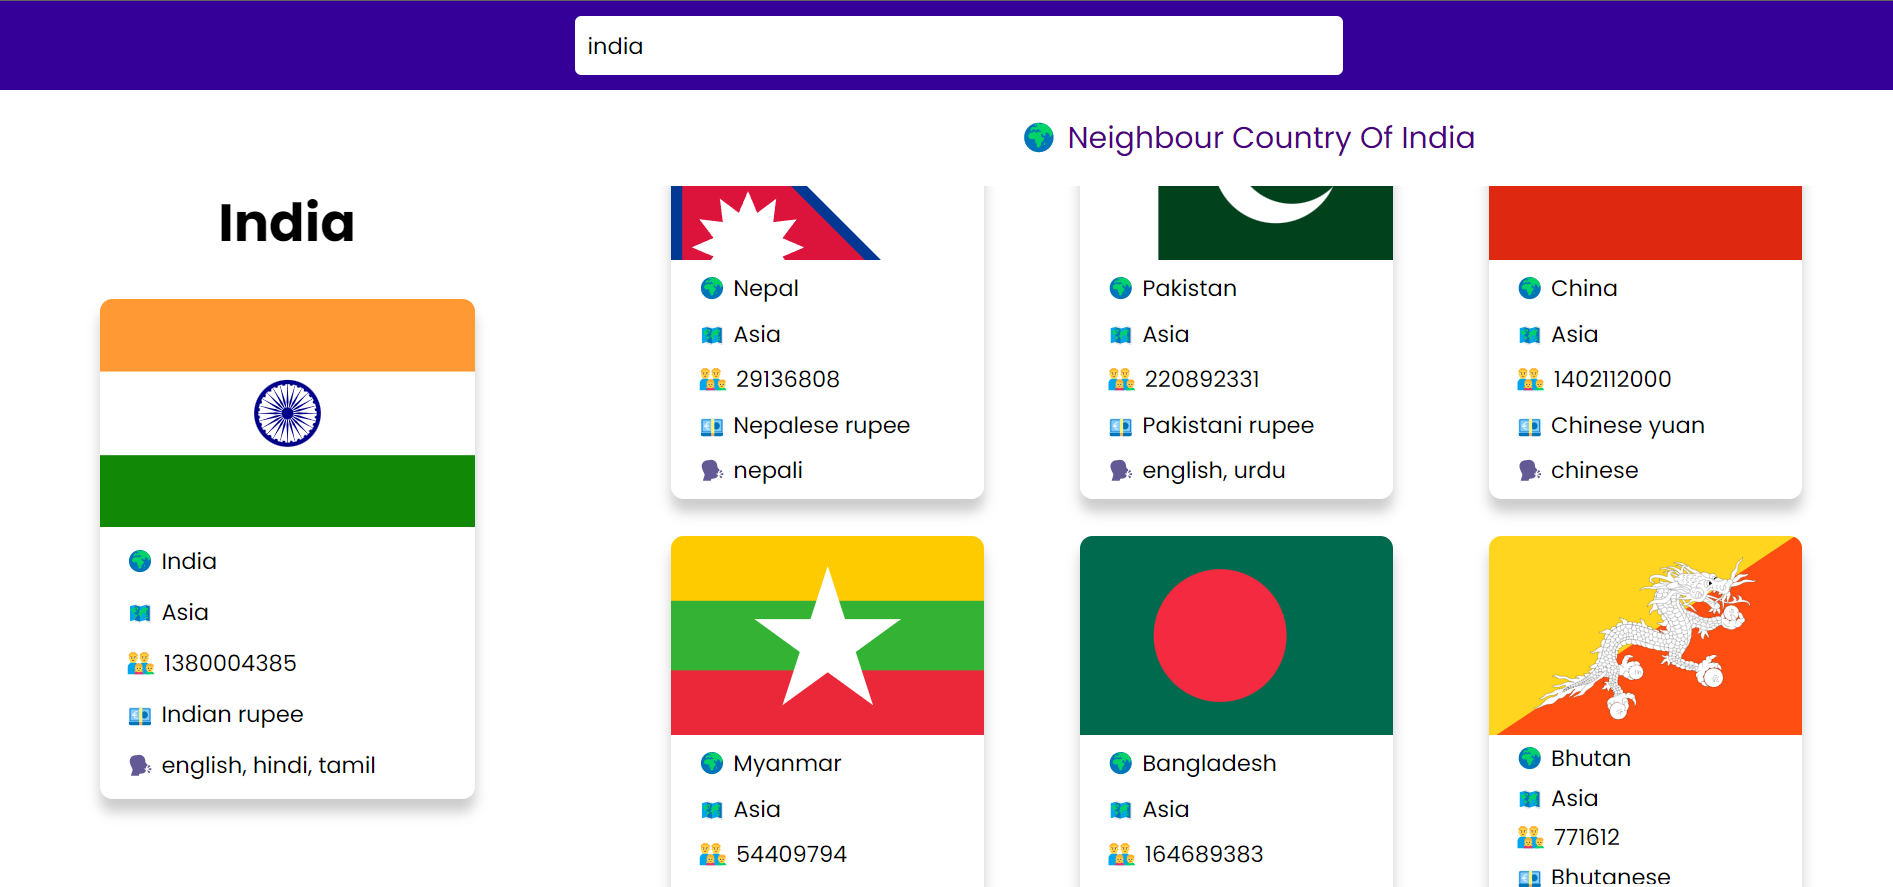 india
Neighbour Country Of India
India
India
Asia
1380004385
Indian rupee
english, hindi, tamil
Nepal
Asia
29136808
Nepalese rupee
nepali
Pakistan
Asia
220892331
Pakistani rupee
english, urdu
China
Asia
1402112000
Chinese yuan
chinese
Myanmar
Asia
54409794
Bangladesh
Asia
164689383
Bhutan
Asia
771612
Bhutanese